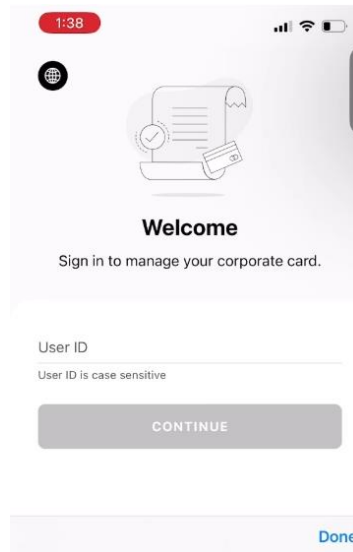 1:38
Welcome
Sign in to manage your corporate card.
User ID
User ID is case sensitive
CONTINUE
Done